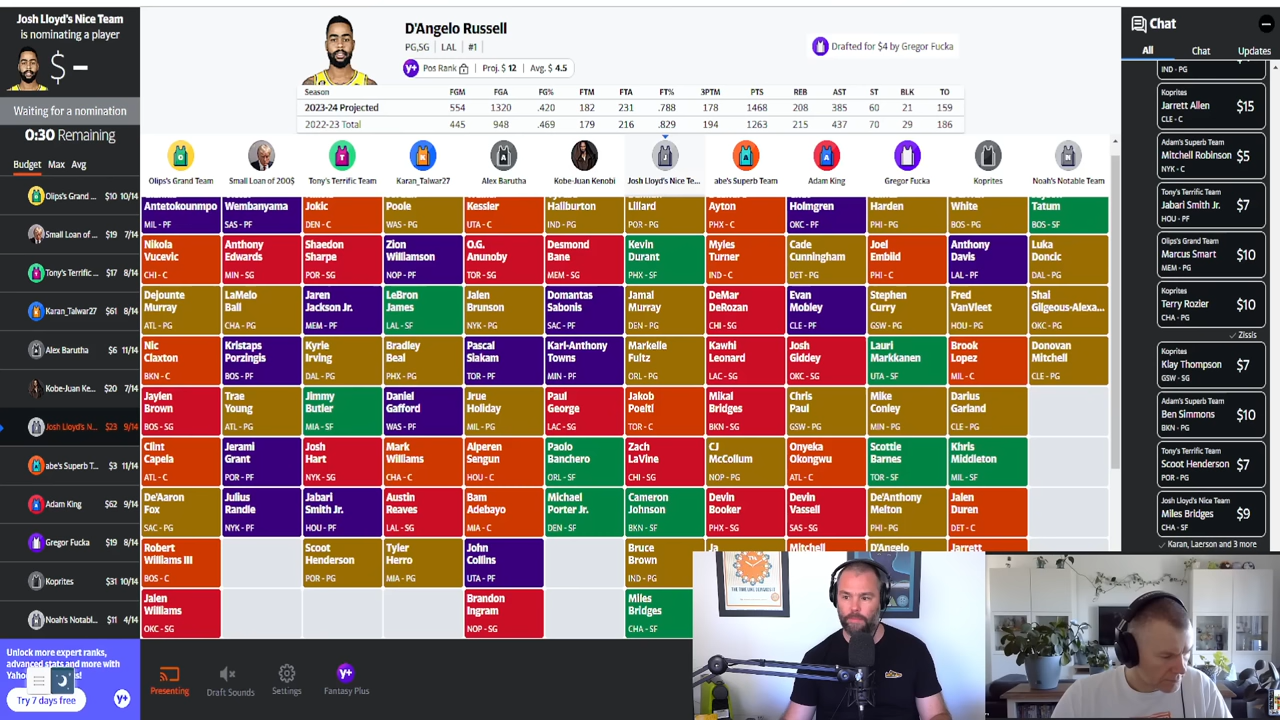 Josh Lloyd's Nice Team
is nominating a player
$ –
Waiting for a nomination
0:30 Remaining
Budget Max Avg
Olips's Grand ... $10 10/14
Small Loan of ... $19 7/14
Tony's Terrific ... $17 8/14
Karan_Talwar27 $61 8/14
Alex Barutha $6 11/14
Kobe-Juan Ke... $20 7/14
Josh Lloyd's N... $23 9/14
abe's Superb T... $3 11/14
Adam King $62 9/14
Gregor Fucka $19 8/14
Koprites $31 10/14
Noah's Notabl... $11 4/14
Unlock more expert ranks,
advanced stats and more with
Try 7 days free
y+
D'Angelo Russell
PG,SG LAL #1
y+ Pos Rank Proj. $ 12 Avg. $ 4.5
Drafted for $4 by Gregor Fucka
Season FGM FGA FG% FTM FTA FT% 3PTM PTS REB AST ST BLK TO
2023-24 Projected 554 1320 .420 182 231 .788 178 1468 208 385 60 21 159
2022-23 Total 445 948 .469 179 216 .829 194 1263 215 437 70 29 186
Olips's Grand Team Small Loan of 200$ Tony's Terrific Team Karan_Talwar27 Alex Barutha Kobe-Juan Kenobi Josh Lloyd's Nice Te... abe's Superb Team Adam King Gregor Fucka Koprites Noah's Notable Team
Antetokounmpo Wembanyama Jokic Poole Kessler Haliburton Lillard Ayton Holmgren Harden White Tatum
MIL - PF SAS - PF DEN - C WAS - PG UTA - C IND - PG POR - PG PHX - C OKC - PF PHI - PG BOS - PG BOS - SF
Nikola Anthony Shaedon Zion O.G. Desmond Kevin Myles Cade Joel Anthony Luka
Vucevic Edwards Sharpe Williamson Anunoby Bane Durant Turner Cunningham Embiid Davis Doncic
CHI - C MIN - SG POR - SG NOP - PF TOR - SG MEM - SG PHX - SF IND - C DET - PG PHI - C LAL - PF DAL - PG
Dejounte LaMelo Jaren LeBron Jalen Domantas Jamal DeMar Evan Stephen Fred Shai
Murray Ball Jackson Jr. James Brunson Sabonis Murray DeRozan Mobley Curry VanVleet Gilgeous-Alexa...
ATL - PG CHA - PG MEM - PF LAL - SF NYK - PG SAC - PF DEN - PG CHI - SG CLE - PF GSW - PG HOU - PG OKC - PG
Nic Kristaps Kyrie Bradley Pascal Karl-Anthony Markelle Kawhi Josh Lauri Brook Donovan
Claxton Porzingis Irving Beal Siakam Towns Fultz Leonard Giddey Markkanen Lopez Mitchell
BKN - C BOS - PF DAL - PG PHX - PG TOR - PF MIN - PF ORL - PG LAC - SG OKC - SG UTA - SF MIL - C CLE - PG
Jaylen Trae Jimmy Daniel Jrue Paul Jakob Mikal Chris Mike Darius
Brown Young Butler Gafford Holiday George Poeltl Bridges Paul Conley Garland
BOS - SG ATL - PG MIA - SF WAS - PF MIL - PG LAC - SG TOR - C BKN - SG GSW - PG MIN - PG CLE - PG
Clint Jerami Josh Mark Alperen Paolo Zach CJ Onyeka Scottie Khris
Capela Grant Hart Williams Sengun Banchero LaVine McCollum Okongwu Barnes Middleton
ATL - C POR - PF NYK - SG CHA - C HOU - C ORL - SF CHI - SG NOP - PG ATL - C TOR - SF MIL - SF
De'Aaron Julius Jabari Austin Bam Michael Cameron Devin Devin De'Anthony Jalen
Fox Randle Smith Jr. Reaves Adebayo Porter Jr. Johnson Booker Vassell Melton Duren
SAC - PG NYK - PF HOU - PF LAL - SG MIA - C DEN - SF BKN - SF PHX - SG SAS - SG PHI - PG DET - C
Robert Scoot Tyler John Bruce Ja Mitchell D'Angelo Jarrett
Williams III Henderson Herro Collins Brown
BOS - C POR - PG MIA - PG UTA - PF IND - PG
Jalen Brandon Miles
Williams Ingram Bridges
OKC - SG NOP - SG CHA - SF
Presenting Draft Sounds Settings Fantasy Plus
Chat
All Chat Updates
IND - PG
Koprites
Jarrett Allen $15
CLE - C
Adam's Superb Team
Mitchell Robinson $5
NYK - C
Tony's Terrific Team
Jabari Smith Jr. $7
HOU - PF
Olips's Grand Team
Marcus Smart $10
MEM - PG
Koprites
Terry Rozier $10
CHA - PG
Zissis
Koprites
Klay Thompson $7
GSW - SG
Adam's Superb Team
Ben Simmons $10
BKN - PG
Tony's Terrific Team
Scoot Henderson $7
POR - PG
Josh Lloyd's Nice Team
Miles Bridges $9
CHA - SF
Karan, Laerson and 3 more